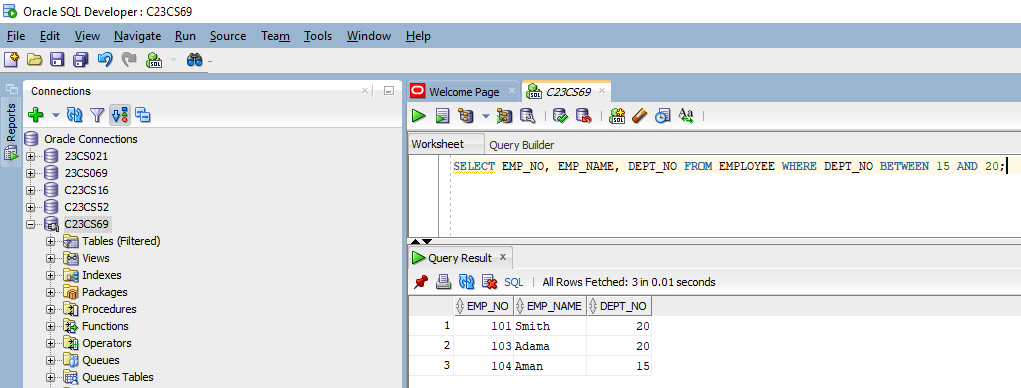 Oracle SQL Developer : C23CS69
File Edit View Navigate Run Source Team Tools Window Help
Reports
Connections
Oracle Connections
23CS021
23CS069
C23CS16
C23CS52
C23CS69
Tables (Filtered)
Views
Indexes
Packages
Procedures
Functions
Operators
Queues
Queues Tables
Welcome Page C23CS69
SQL
Aa
Worksheet Query Builder
SELECT EMP_NO, EMP_NAME, DEPT_NO FROM EMPLOYEE WHERE DEPT_NO BETWEEN 15 AND 20;
Query Result x
SQL | All Rows Fetched: 3 in 0.01 seconds
EMP_NO EMP_NAME DEPT_NO
1 101 Smith 20
2 103 Adama 20
3 104 Aman 15